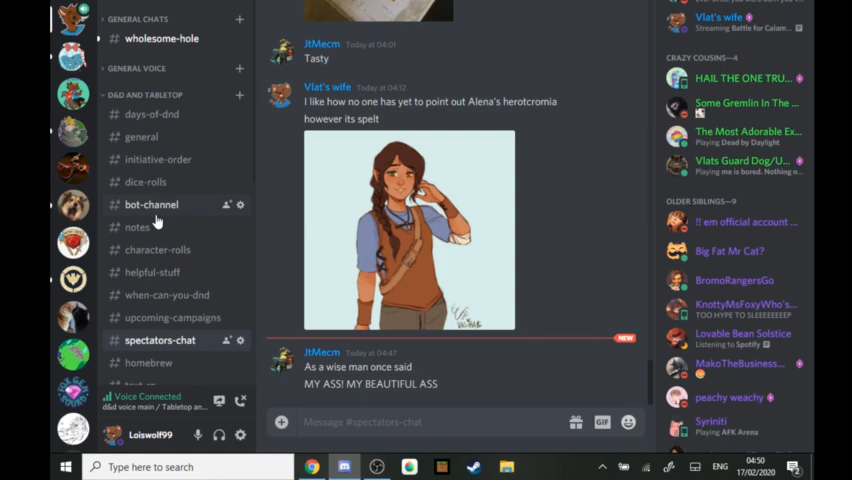 GENERAL CHATS
wholesome-hole
GENERAL VOICE
D&D AND TABLETOP
days-of-dnd
general
initiative-order
dice-rolls
bot-channel
notes
character-rolls
helpful-stuff
when-can-you-dnd
upcoming-campaigns
spectators-chat
homebrew
Voice Connected
d&d voice main / Tabletop an...
Loiswolf99
JtMecm Today at 04:01
Tasty
Vlat's wife Today at 04:12
I like how no one has yet to point out Alena's herotcromia
however its spelt
NEW
JtMecm Today at 04:47
As a wise man once said
MY ASS! MY BEAUTIFUL ASS
Message #spectators-chat
GIF
Vlat's wife
Streaming Battle for Calam...
CRAZY COUSINS—4
HAIL THE ONE TRU...
Some Gremlin In The ...
The Most Adorable Ex...
Playing Dead by Daylight
Vlats Guard Dog/U...
Playing me is bored. Nothing n...
OLDER SIBLINGS—9
!! em official account ...
Big Fat Mr Cat?
BromoRangersGo
KnottyMsFoxyWho's...
TOO HYPE TO SLEEEEP
Lovable Bean Solstice
Listening to Spotify
MakoTheBusiness...
peachy weachy
Syriniti
Playing AFK Arena
Type here to search
ENG
04:50
17/02/2020
2